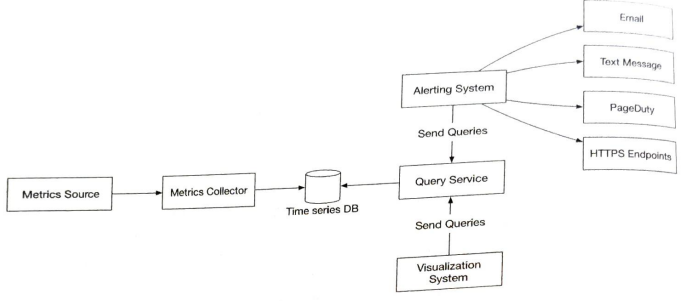 Email
Text Message
Alerting System
PageDuty
Send Queries
HTTPS Endpoints
Metrics Source
Metrics Collector
Query Service
Time series DB
Send Queries
Visualization
System